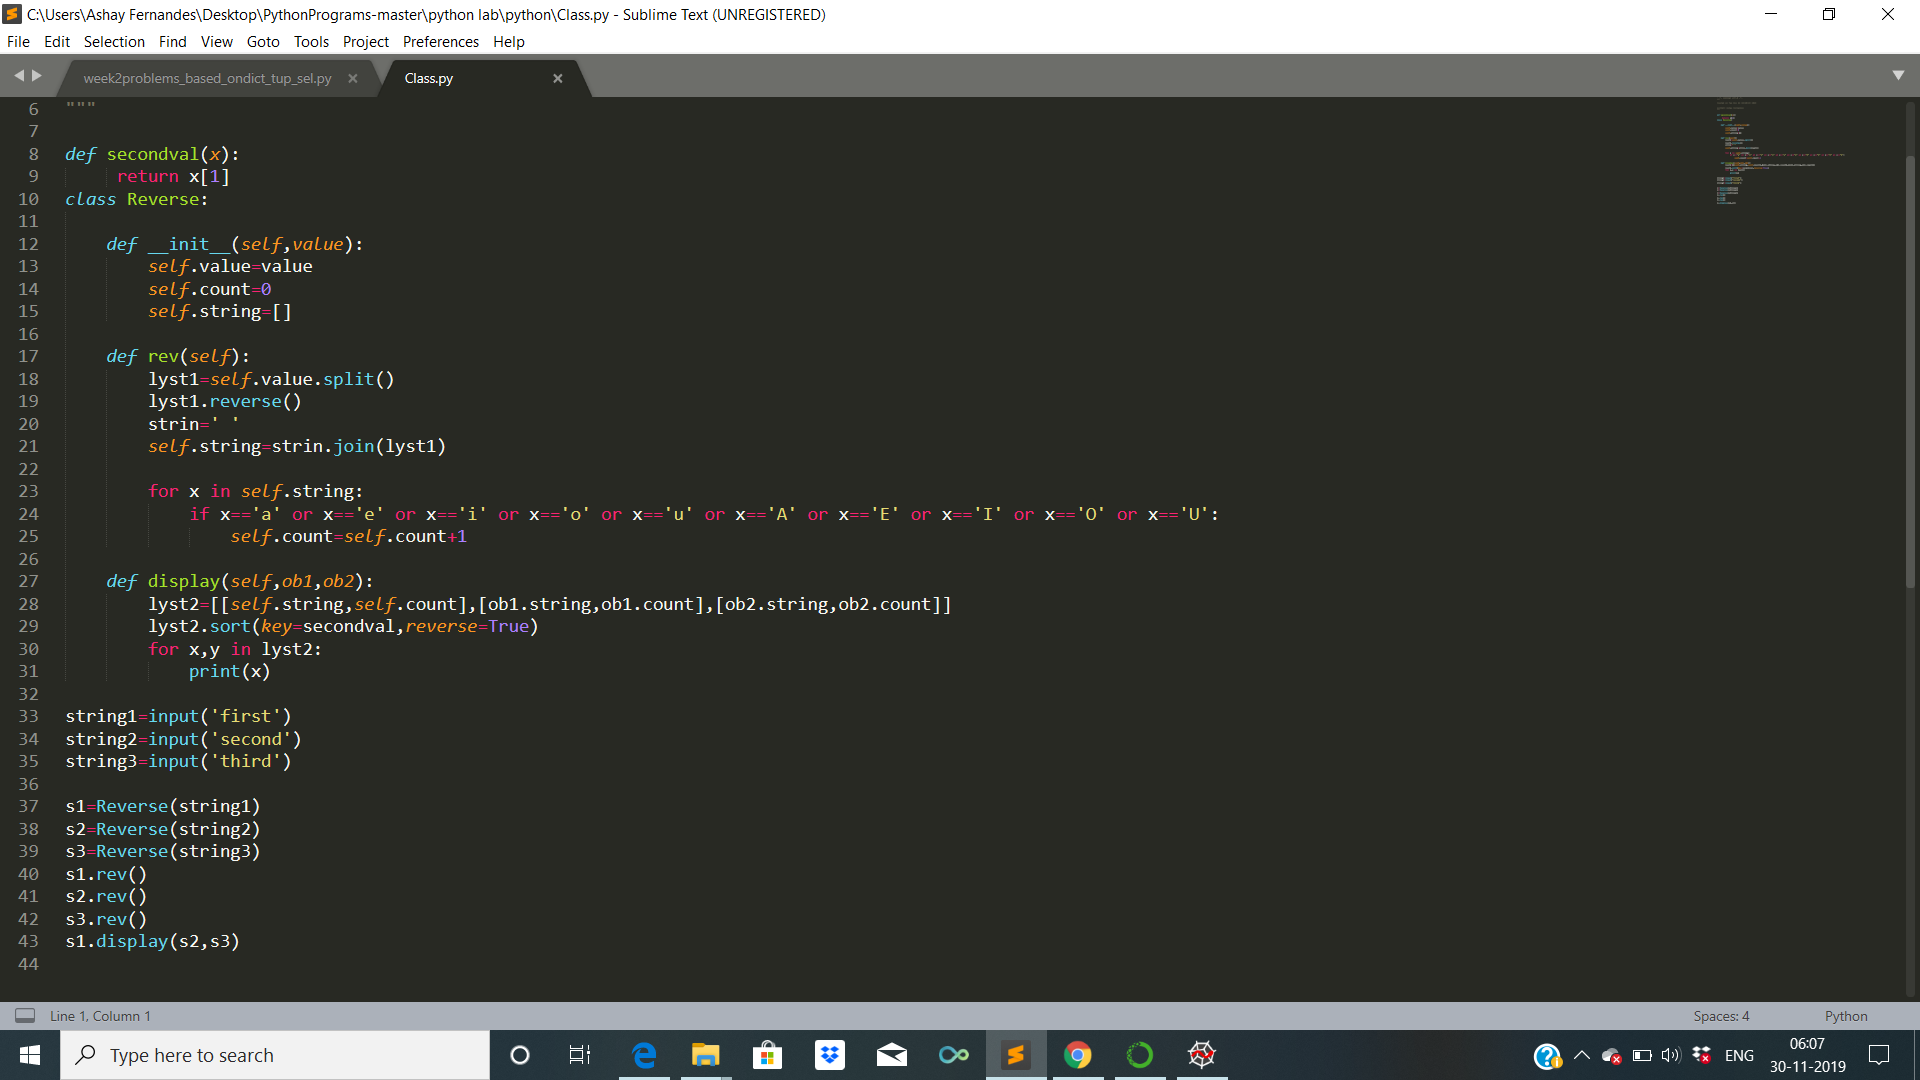 C:\Users\Ashay Fernandes\Desktop\PythonPrograms-master\python lab\python\Class.py - Sublime Text (UNREGISTERED)
File Edit Selection Find View Goto Tools Project Preferences Help
week2problems_based_ondict_tup_sel.py Class.py
6 """
7
8 def secondval(x):
9 return x[1]
10 class Reverse:
11
12 def __init__(self,value):
13 self.value=value
14 self.count=0
15 self.string=[]
16
17 def rev(self):
18 lyst1=self.value.split()
19 lyst1.reverse()
20 strin=' '
21 self.string=strin.join(lyst1)
22
23 for x in self.string:
24 if x=='a' or x=='e' or x=='i' or x=='o' or x=='u' or x=='A' or x=='E' or x=='I' or x=='O' or x=='U':
25 self.count=self.count+1
26
27 def display(self,ob1,ob2):
28 lyst2=[[self.string,self.count],[ob1.string,ob1.count],[ob2.string,ob2.count]]
29 lyst2.sort(key=secondval,reverse=True)
30 for x,y in lyst2:
31 print(x)
32
33 string1=input('first')
34 string2=input('second')
35 string3=input('third')
36
37 s1=Reverse(string1)
38 s2=Reverse(string2)
39 s3=Reverse(string3)
40 s1.rev()
41 s2.rev()
42 s3.rev()
43 s1.display(s2,s3)
44
Line 1, Column 1 Spaces: 4 Python
Type here to search ENG 06:07
30-11-2019